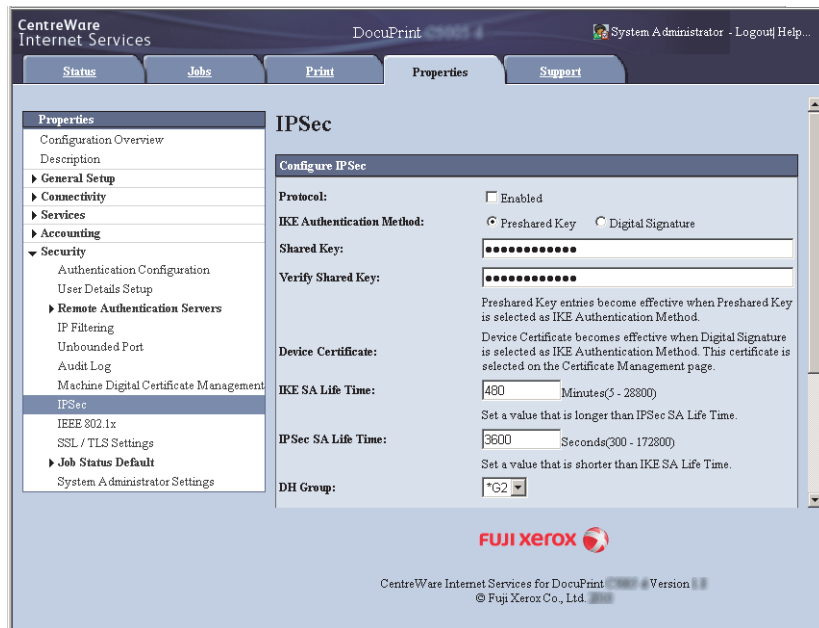 CentreWare
Internet Services
DocuPrint
System Administrator - Logout| Help...
Status
Jobs
Print
Properties
Support
Properties
Configuration Overview
Description
General Setup
Connectivity
Services
Accounting
Security
Authentication Configuration
User Details Setup
Remote Authentication Servers
IP Filtering
Unbounded Port
Audit Log
Machine Digital Certificate Management
IPSec
IEEE 802.1x
SSL / TLS Settings
Job Status Default
System Administrator Settings
IPSec
Configure IPSec
Protocol: Enabled
IKE Authentication Method: Preshared Key Digital Signature
Shared Key: ●●●●●●●●●●●●
Verify Shared Key: ●●●●●●●●●●●●
Preshared Key entries become effective when Preshared Key
is selected as IKE Authentication Method.
Device Certificate:
Device Certificate becomes effective when Digital Signature
is selected as IKE Authentication Method. This certificate is
selected on the Certificate Management page.
IKE SA Life Time: 480 Minutes(5 - 28800)
Set a value that is longer than IPSec SA Life Time.
IPSec SA Life Time: 3600 Seconds(300 - 172800)
Set a value that is shorter than IKE SA Life Time.
DH Group: *G2
FUJI xerox
CentreWare Internet Services for DocuPrint Version
© Fuji Xerox Co., Ltd.